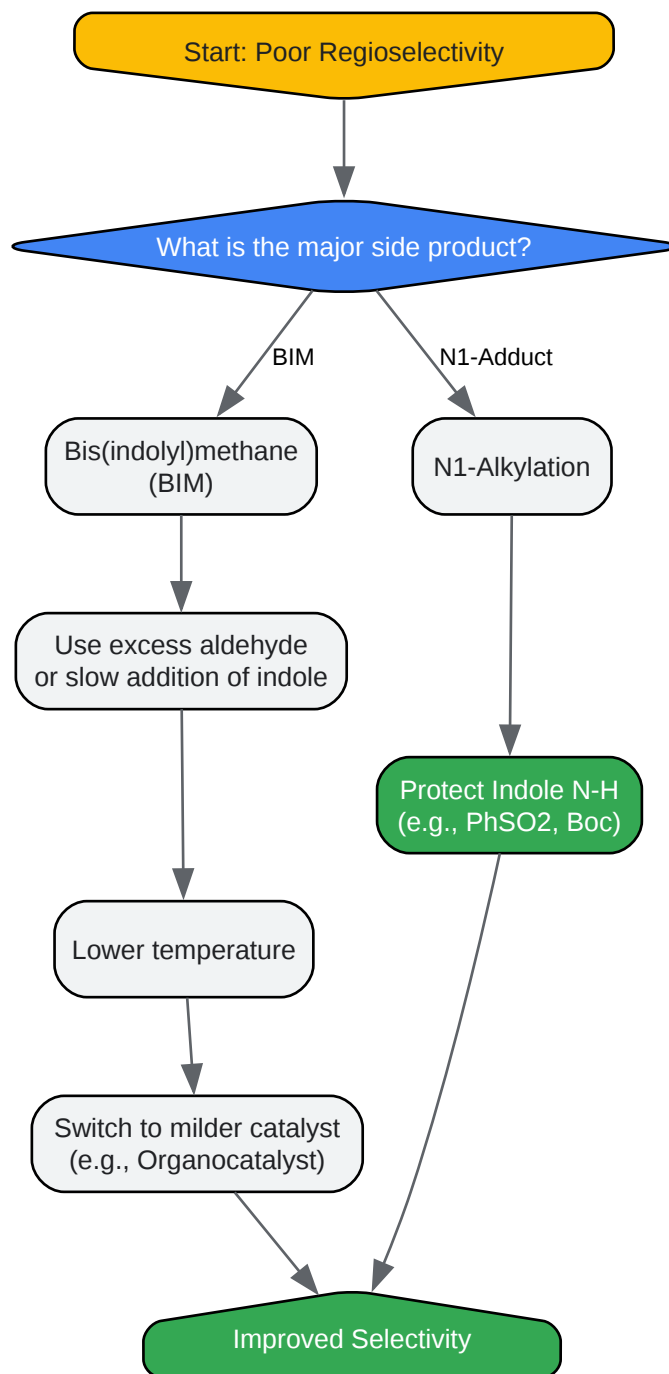 Start: Poor Regioselectivity
What is the major side product?
BIM
N1-Adduct
Bis(indolyl)methane
(BIM)
N1-Alkylation
Use excess aldehyde
or slow addition of indole
Protect Indole N-H
(e.g., PhSO2, Boc)
Lower temperature
Switch to milder catalyst
(e.g., Organocatalyst)
Improved Selectivity